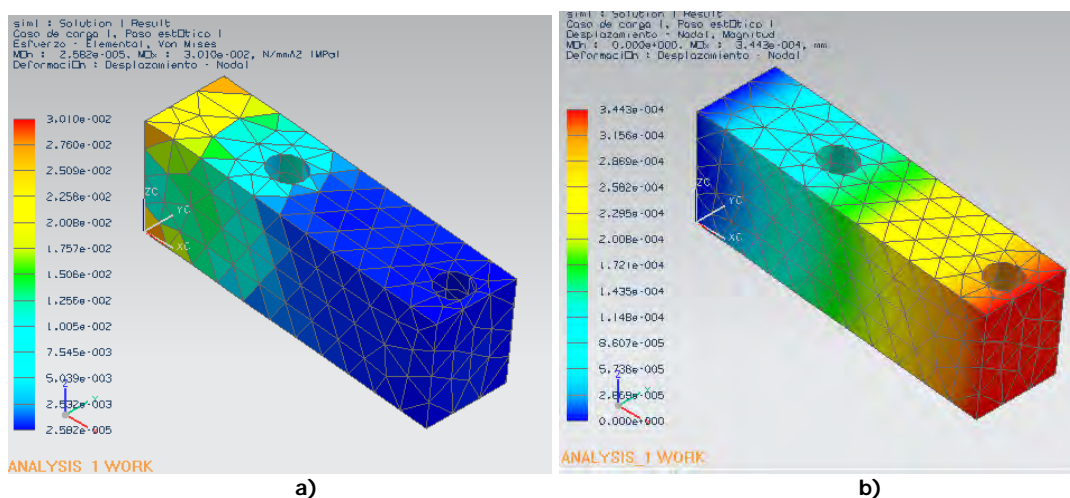 sim1 : Solution 1 Result
Caso de carga 1, Paso est□tico 1
Esfuerzo - Elemental, Von Mises
M□n : 2.582e-005, M□x : 3.010e-002, N/mm^2 (MPa)
Deformaci□n : Desplazamiento - Nodal
3.010e-002
2.760e-002
2.509e-002
2.258e-002
2.008e-002
1.757e-002
1.506e-002
1.256e-002
1.005e-002
7.545e-003
5.039e-003
2.532e-003
2.582e-005
ZC
YC
XC
Z
ANALYSIS_1 WORK
a)
sim1 : Solution 1 Result
Caso de carga 1, Paso est□tico 1
Desplazamiento - Nodal, Magnitud
M□n : 0.000e+000, M□x : 3.443e-004, mm
Deformaci□n : Desplazamiento - Nodal
3.443e-004
3.156e-004
2.869e-004
2.582e-004
2.295e-004
2.008e-004
1.721e-004
1.435e-004
1.148e-004
8.607e-005
5.738e-005
2.869e-005
0.000e+000
ZC
YC
XC
Z
ANALYSIS_1 WORK
b)